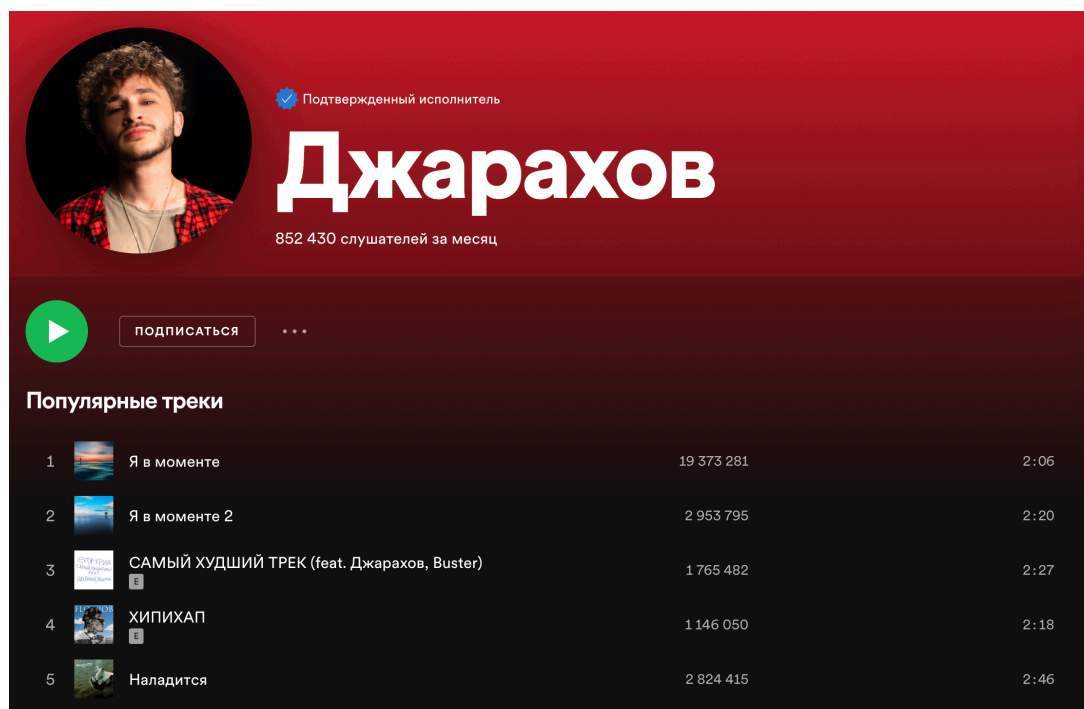 Подтвержденный исполнитель
Джарахов
852 430 слушателей за месяц
ПОДПИСАТЬСЯ
Популярные треки
1 Я в моменте 19 373 281 2:06
2 Я в моменте 2 2 953 795 2:20
3 САМЫЙ ХУДШИЙ ТРЕК (feat. Джарахов, Buster) 1 765 482 2:27
E
4 ХИПИХАП 1 146 050 2:18
E
5 Наладится 2 824 415 2:46